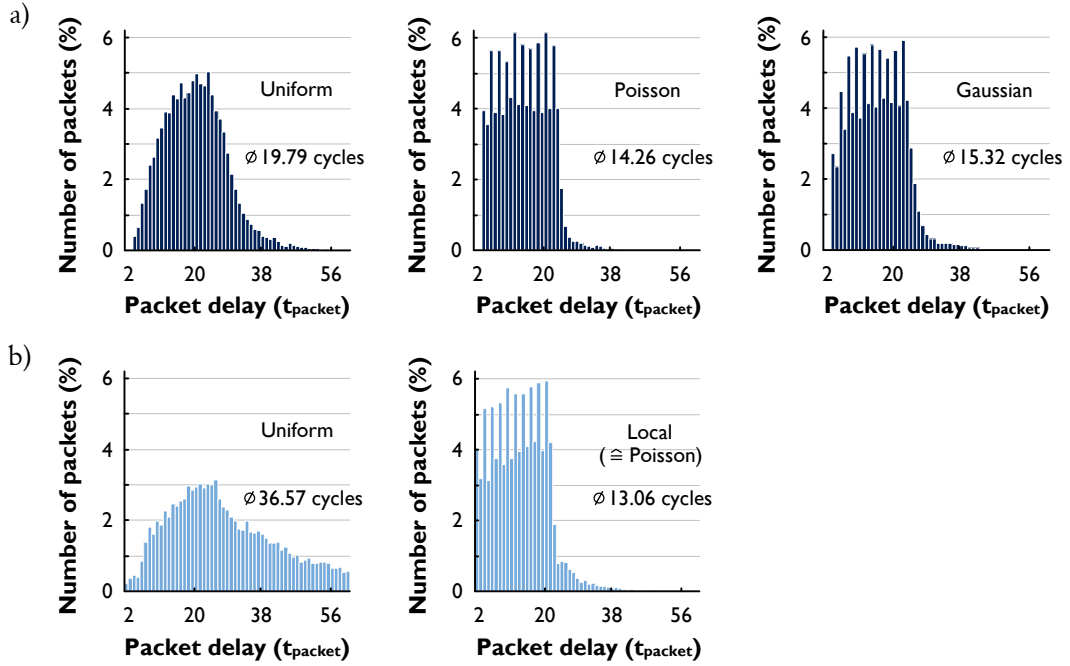 a)
Number of packets (%)
6
4
2
0
2 20 38 56
Packet delay (tpacket)
Uniform
⌀ 19.79 cycles
Number of packets (%)
6
4
2
0
2 20 38 56
Packet delay (tpacket)
Poisson
⌀ 14.26 cycles
Number of packets (%)
6
4
2
0
2 20 38 56
Packet delay (tpacket)
Gaussian
⌀ 15.32 cycles
b)
Number of packets (%)
6
4
2
0
2 20 38 56
Packet delay (tpacket)
Uniform
⌀ 36.57 cycles
Number of packets (%)
6
4
2
0
2 20 38 56
Packet delay (tpacket)
Local
(≙ Poisson)
⌀ 13.06 cycles